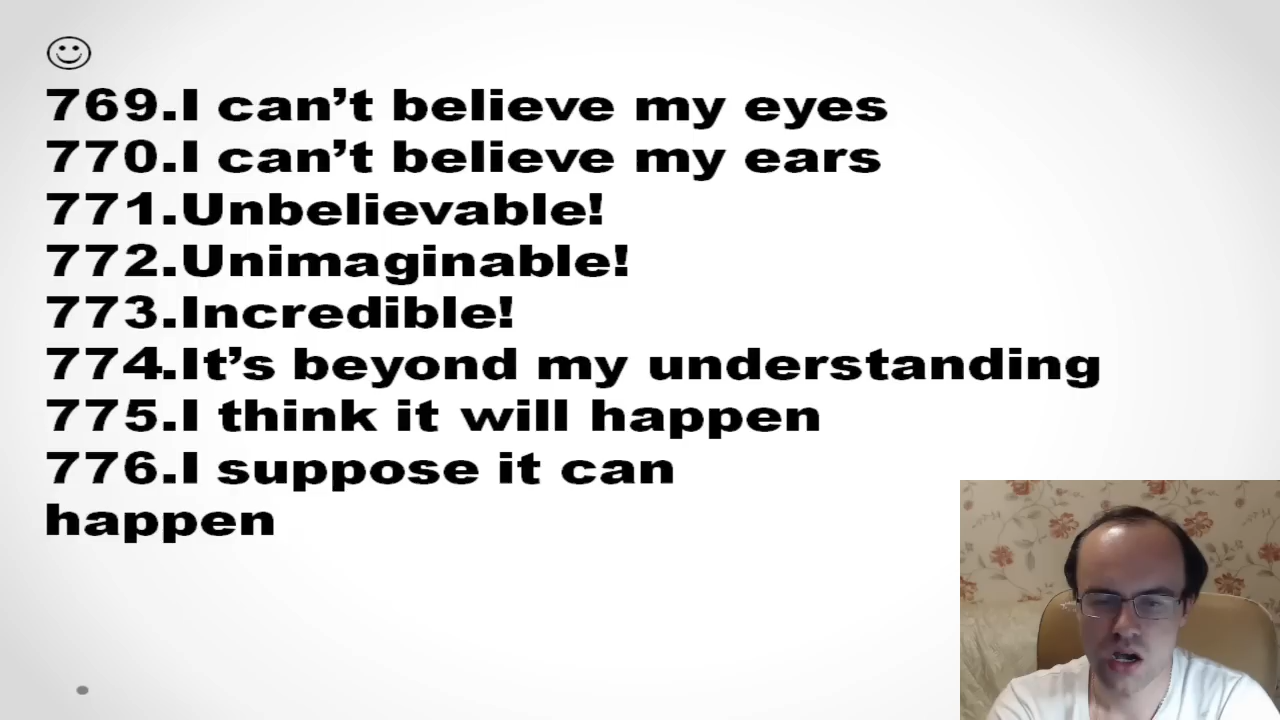 769.I can’t believe my eyes
770.I can’t believe my ears
771.Unbelievable!
772.Unimaginable!
773.Incredible!
774.It’s beyond my understanding
775.I think it will happen
776.I suppose it can
happen